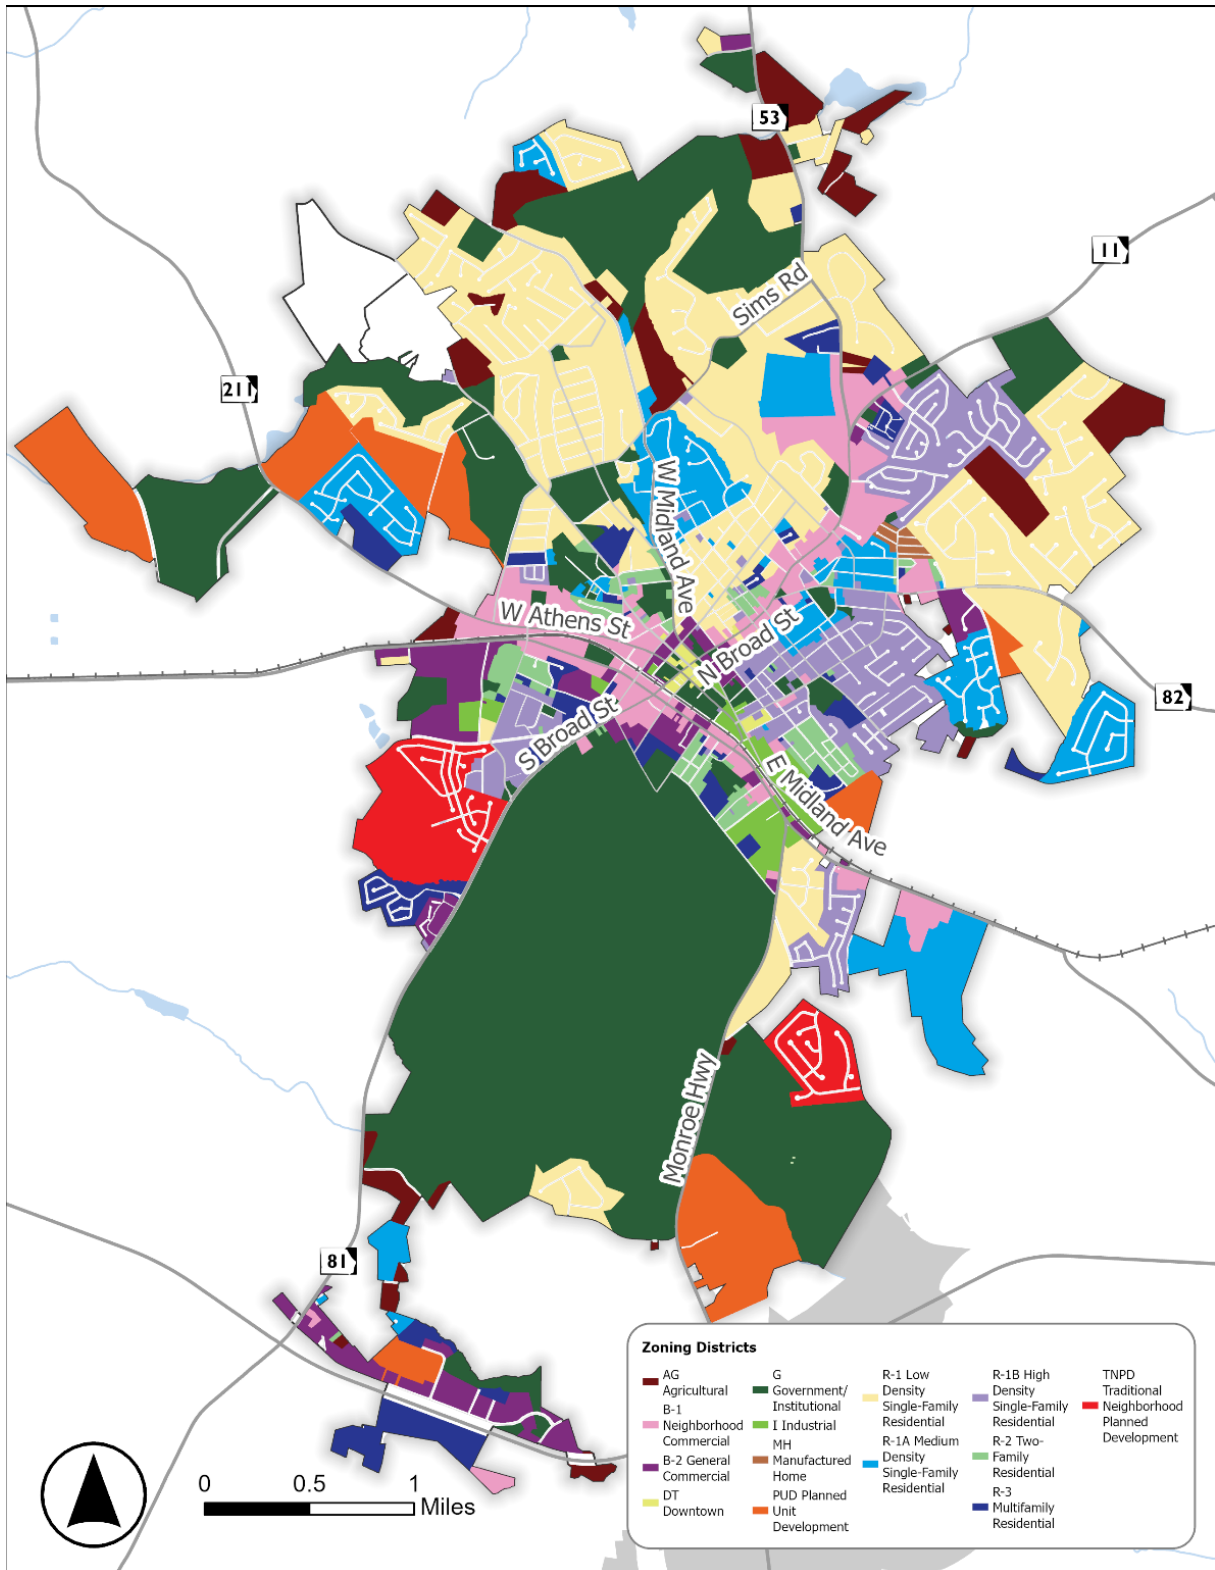 53
11
Sims Rd
211
W Midland Ave
W Athens St
N Broad St
82
S Broad St
E Midland Ave
Monroe Hwy
81
0 0.5 1
Miles
Zoning Districts
AG
Agricultural
B-1
Neighborhood
Commercial
B-2 General
Commercial
DT
Downtown
G
Government/
Institutional
I Industrial
MH
Manufactured
Home
PUD Planned
Unit
Development
R-1 Low
Density
Single-Family
Residential
R-1A Medium
Density
Single-Family
Residential
R-1B High
Density
Single-Family
Residential
R-2 Two-
Family
Residential
R-3
Multifamily
Residential
TNPD
Traditional
Neighborhood
Planned
Development